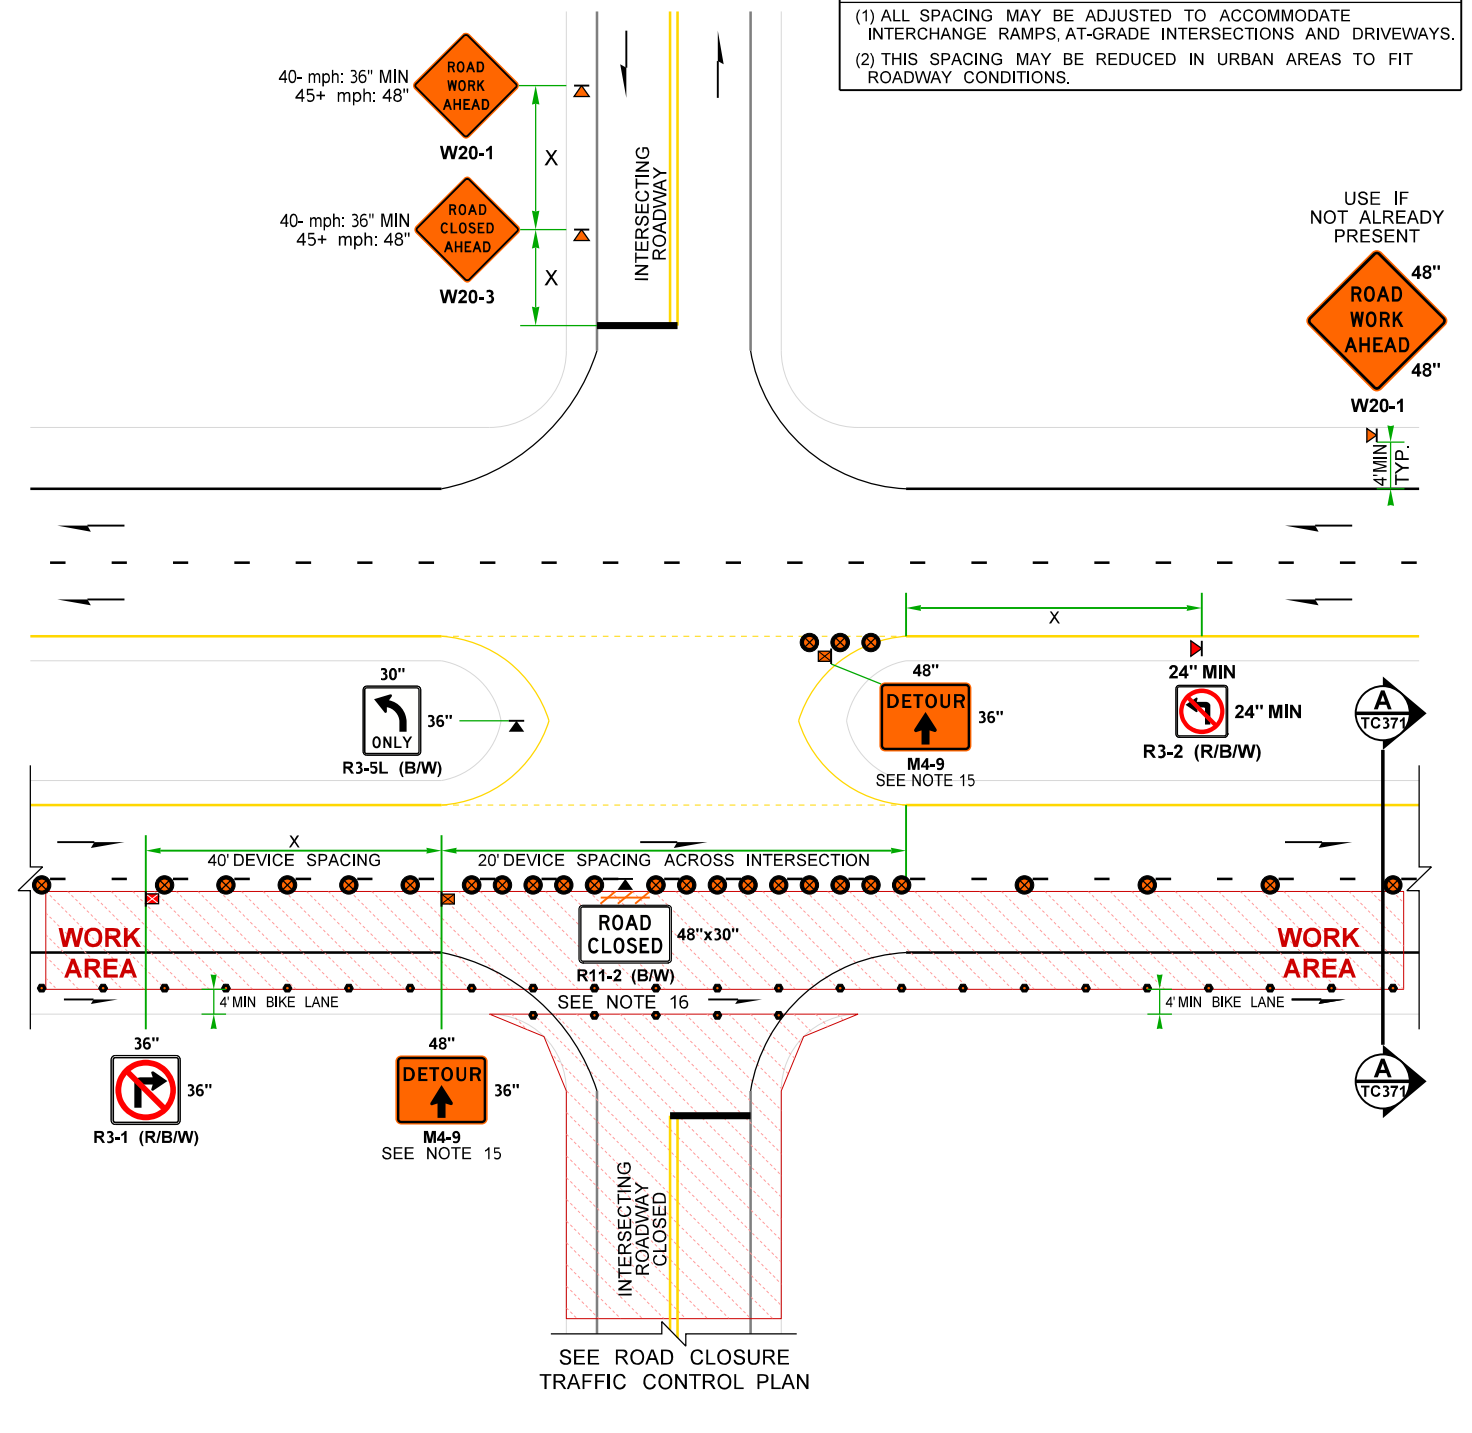 (1) ALL SPACING MAY BE ADJUSTED TO ACCOMMODATE
INTERCHANGE RAMPS, AT-GRADE INTERSECTIONS AND DRIVEWAYS.
(2) THIS SPACING MAY BE REDUCED IN URBAN AREAS TO FIT
ROADWAY CONDITIONS.
40- mph: 36" MIN
45+ mph: 48"
ROAD
WORK
AHEAD
W20-1
X
40- mph: 36" MIN
45+ mph: 48"
ROAD
CLOSED
AHEAD
W20-3
X
INTERSECTING
ROADWAY
USE IF
NOT ALREADY
PRESENT
48"
ROAD
WORK
AHEAD
48"
W20-1
4'MIN
TYP.
X
30"
36"
ONLY
R3-5L (B/W)
48"
DETOUR
36"
M4-9
SEE NOTE 15
24" MIN
24" MIN
R3-2 (R/B/W)
A
TC371
X
40' DEVICE SPACING
20' DEVICE SPACING ACROSS INTERSECTION
WORK
AREA
ROAD
CLOSED
48"x30"
R11-2 (B/W)
SEE NOTE 16
WORK
AREA
4' MIN BIKE LANE
4' MIN BIKE LANE
36"
36"
R3-1 (R/B/W)
48"
DETOUR
36"
M4-9
SEE NOTE 15
A
TC371
INTERSECTING
ROADWAY
CLOSED
SEE ROAD CLOSURE
TRAFFIC CONTROL PLAN